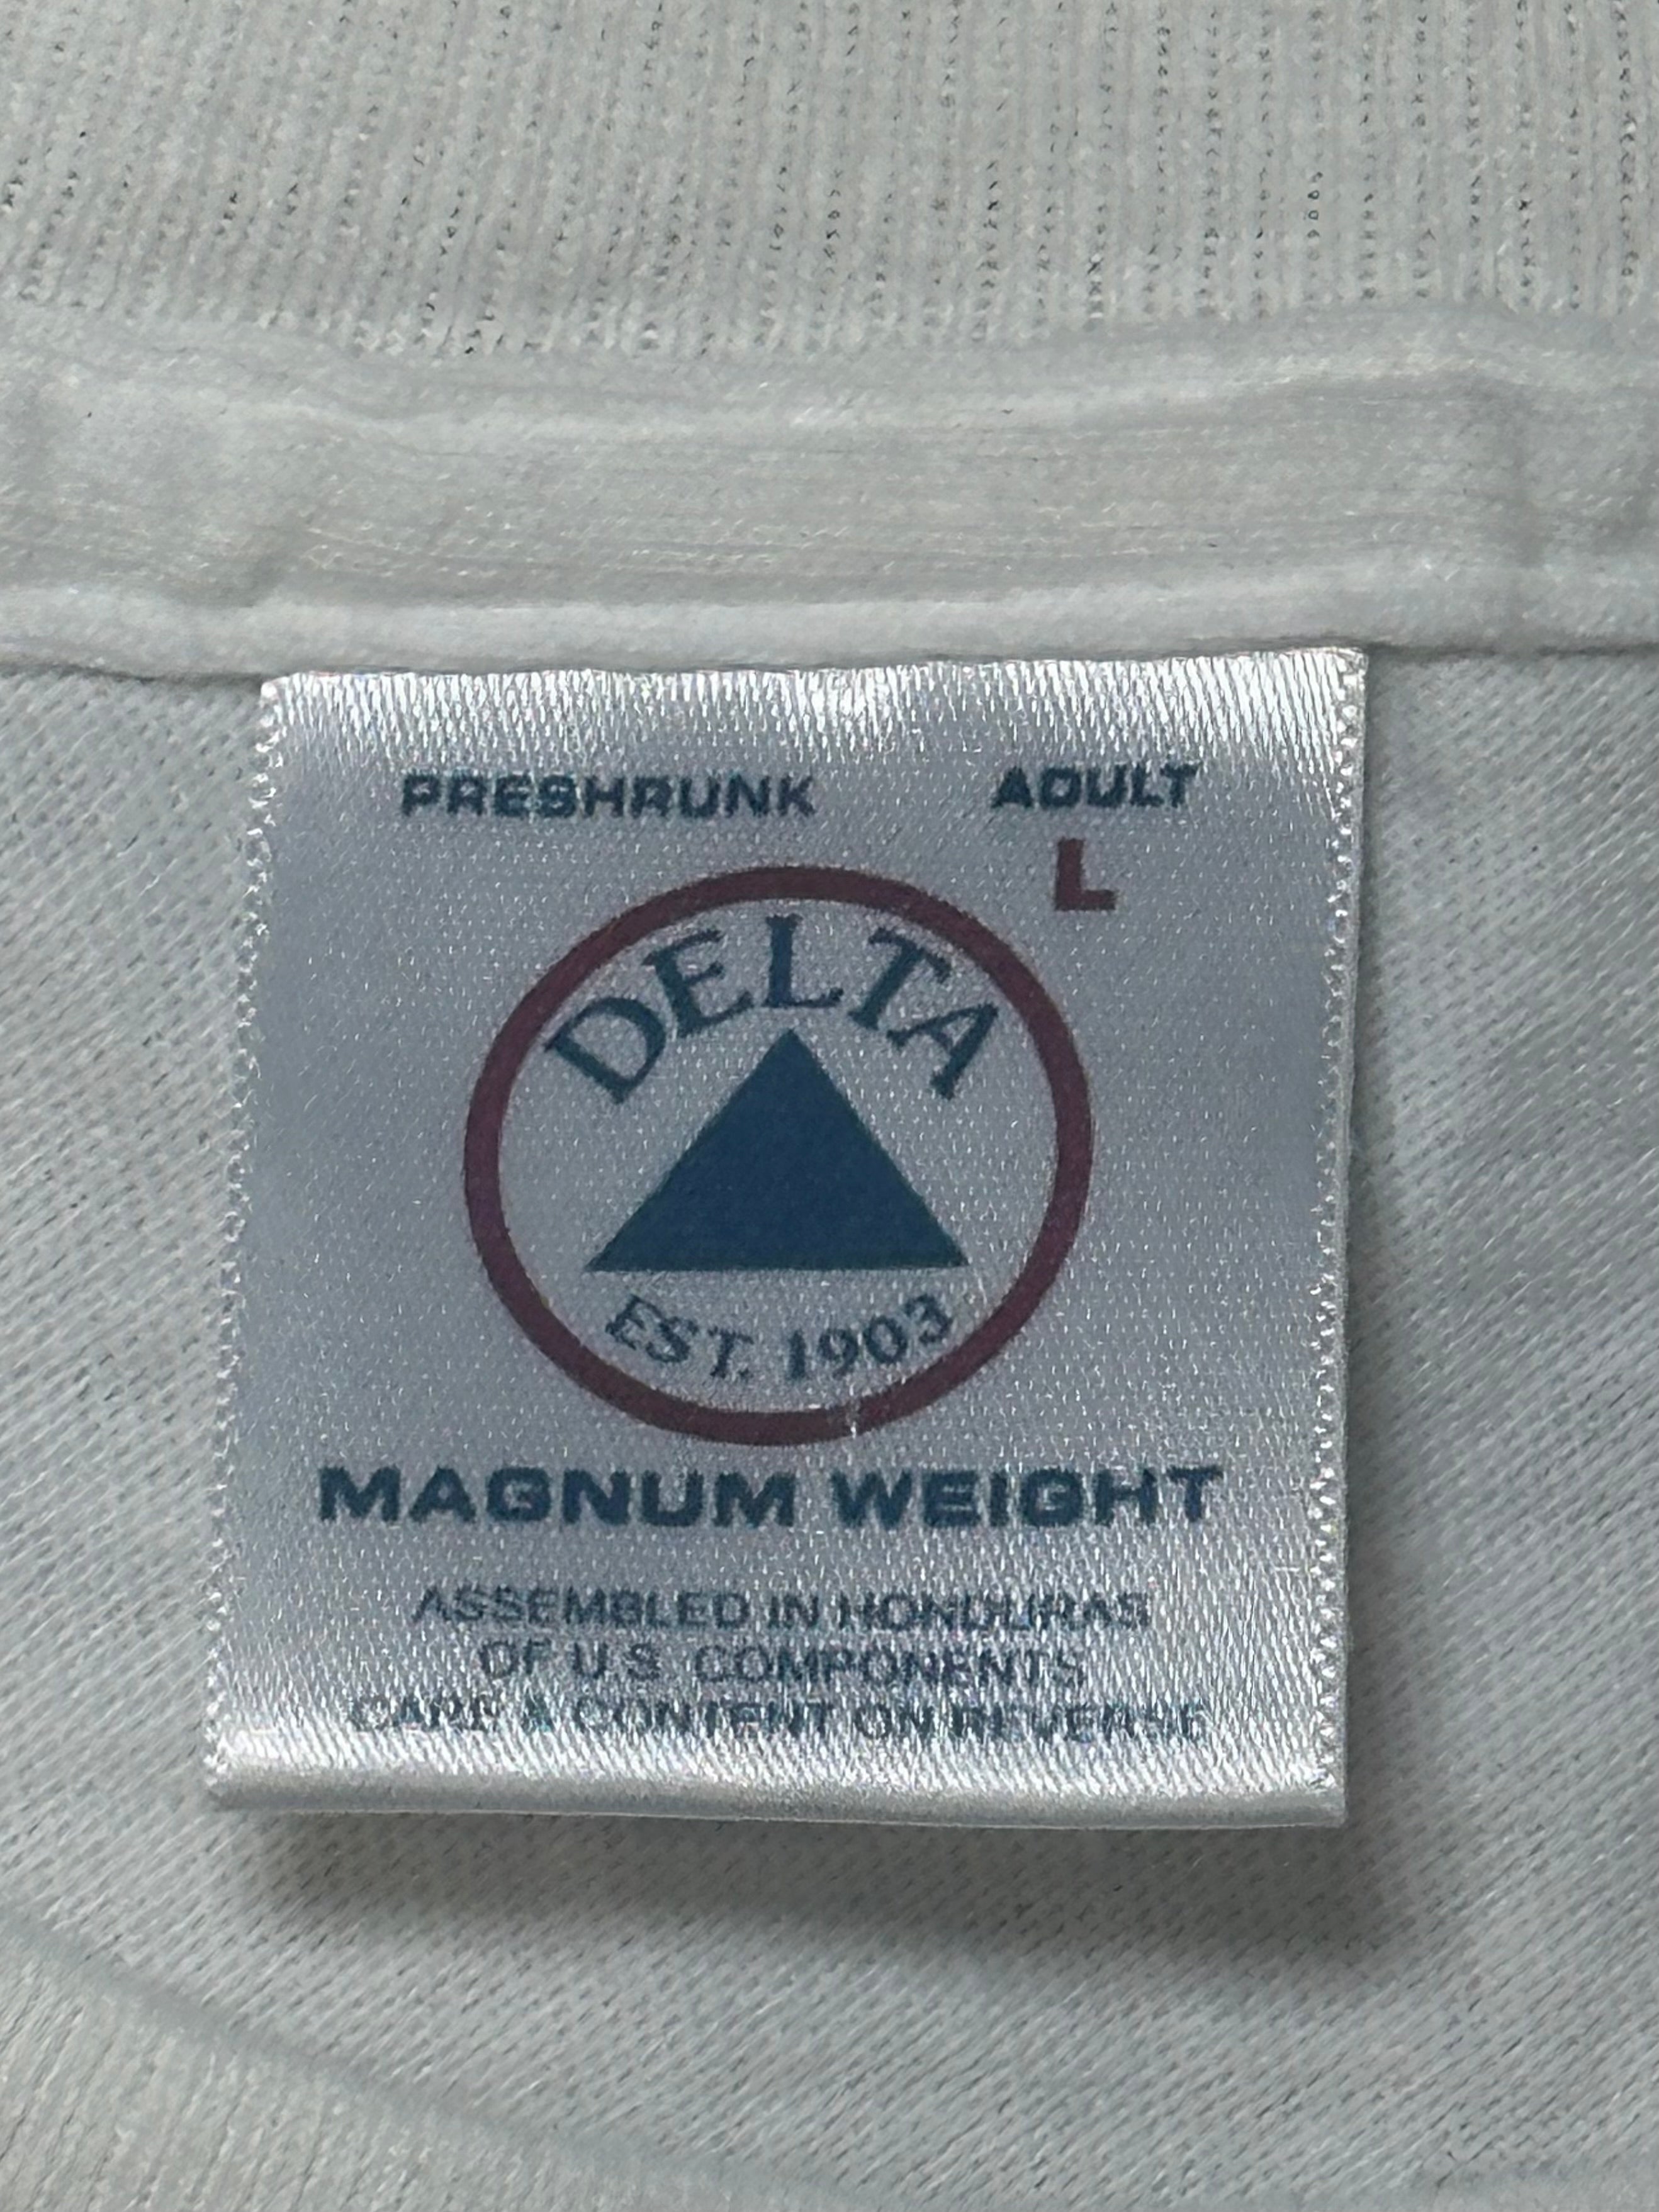 PRESHRUNK ADULT
L
DELTA
EST. 1903
MAGNUM WEIGHT
ASSEMBLED IN HONDURAS
OF U.S. COMPONENTS
CARE & CONTENT ON REVERSE